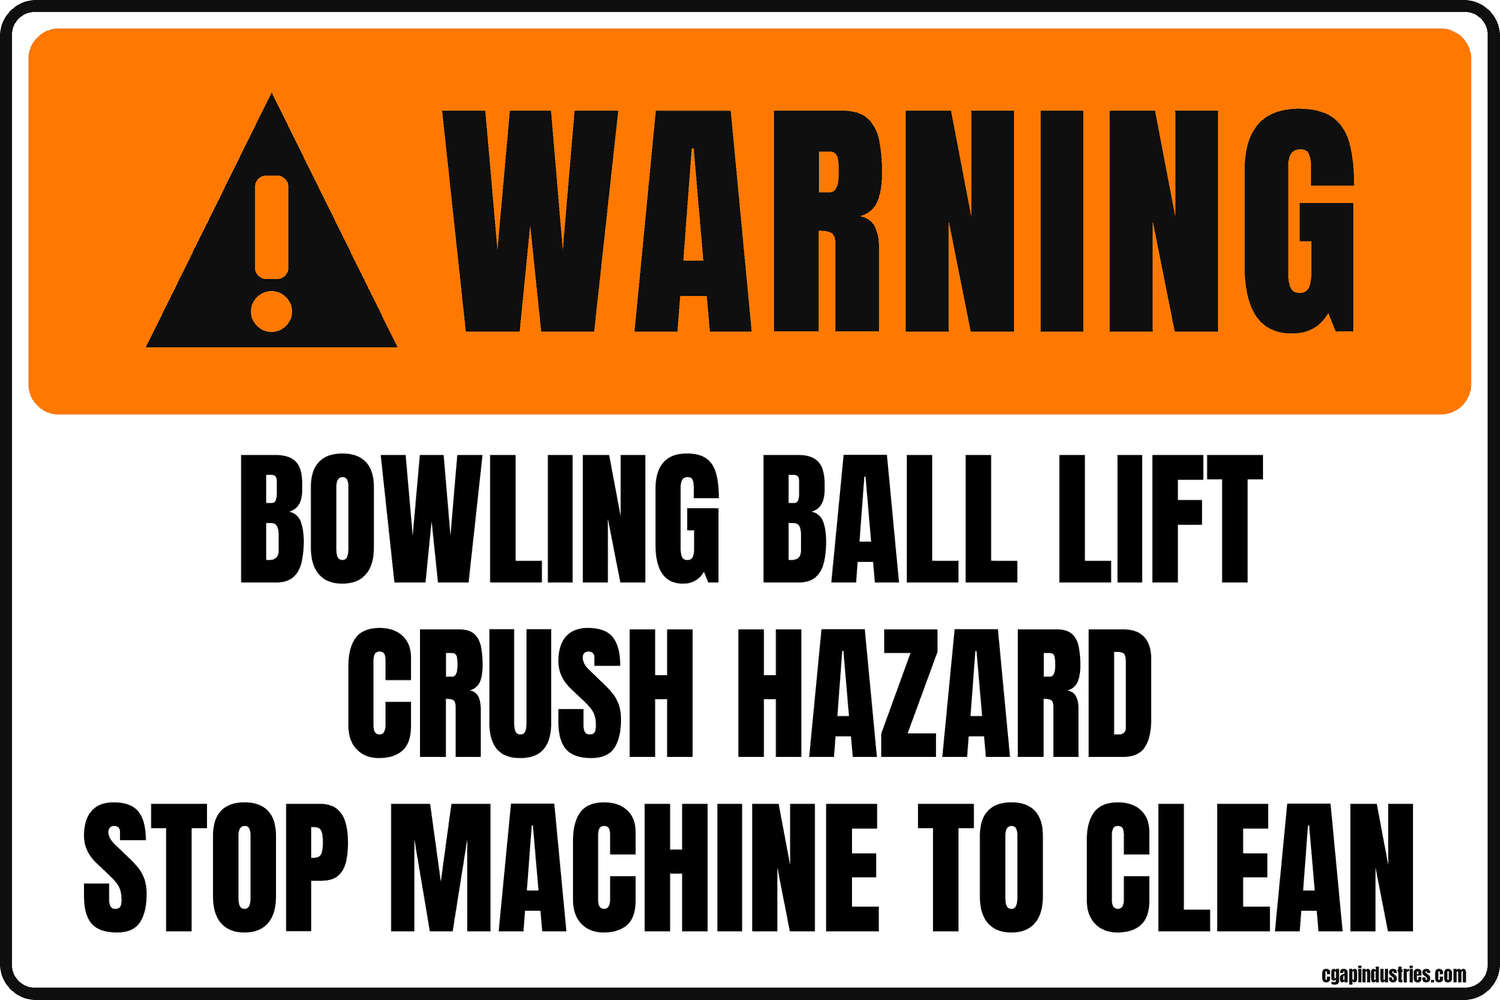 WARNING
BOWLING BALL LIFT
CRUSH HAZARD
STOP MACHINE TO CLEAN
cgapindustries.com